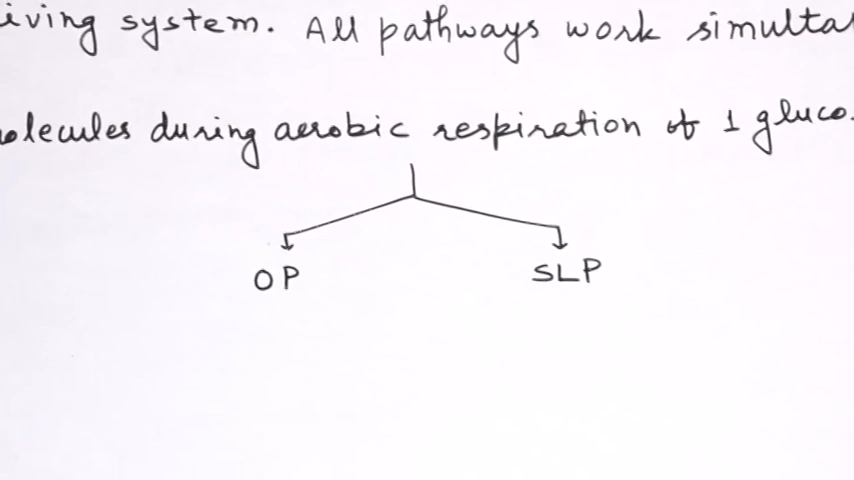 iving system. All pathways work simulta
olecules during aerobic respiration of 1 gluco.
OP SLP